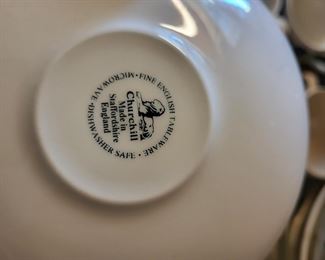 FINE ENGLISH TABLEWARE •
Churchill
Made in
Staffordshire
England
MICROWAVE • DISHWASHER SAFE •